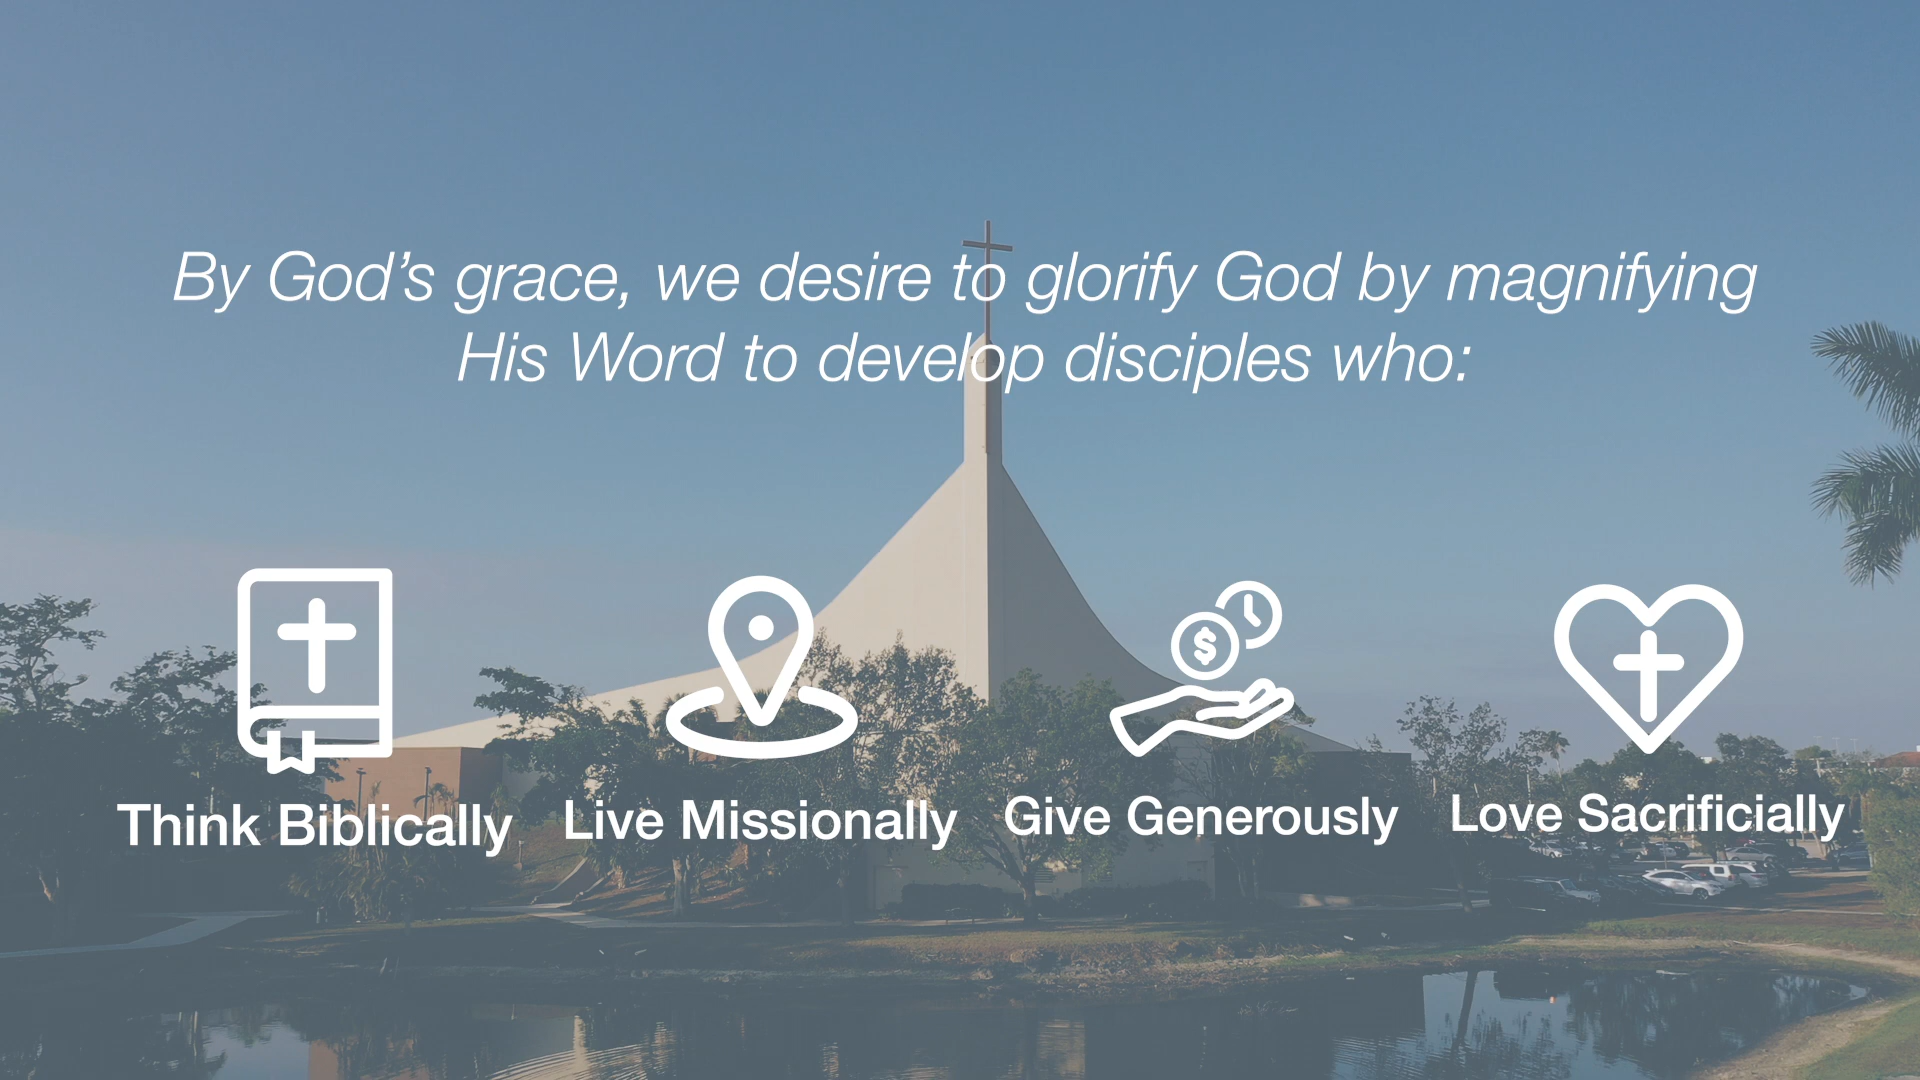 By God’s grace, we desire to glorify God by magnifying
His Word to develop disciples who:
$
Think Biblically
Live Missionally
Give Generously
Love Sacrificially